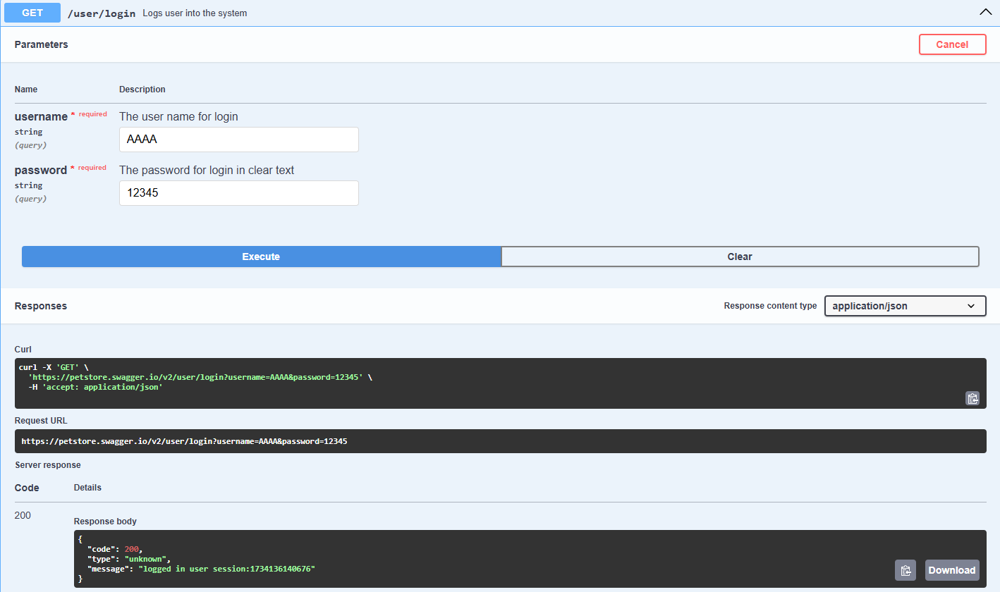 GET /user/login Logs user into the system
Parameters Cancel
Name Description
username * required The user name for login
string
(query)
AAAA
password * required The password for login in clear text
string
(query)
12345
Execute Clear
Responses Response content type application/json
Curl
curl -X 'GET' \
'https://petstore.swagger.io/v2/user/login?username=AAAA&password=12345' \
-H 'accept: application/json'
Request URL
https://petstore.swagger.io/v2/user/login?username=AAAA&password=12345
Server response
Code Details
200
Response body
{
"code": 200,
"type": "unknown",
"message": "logged in user session:1734136140676"
}
Download